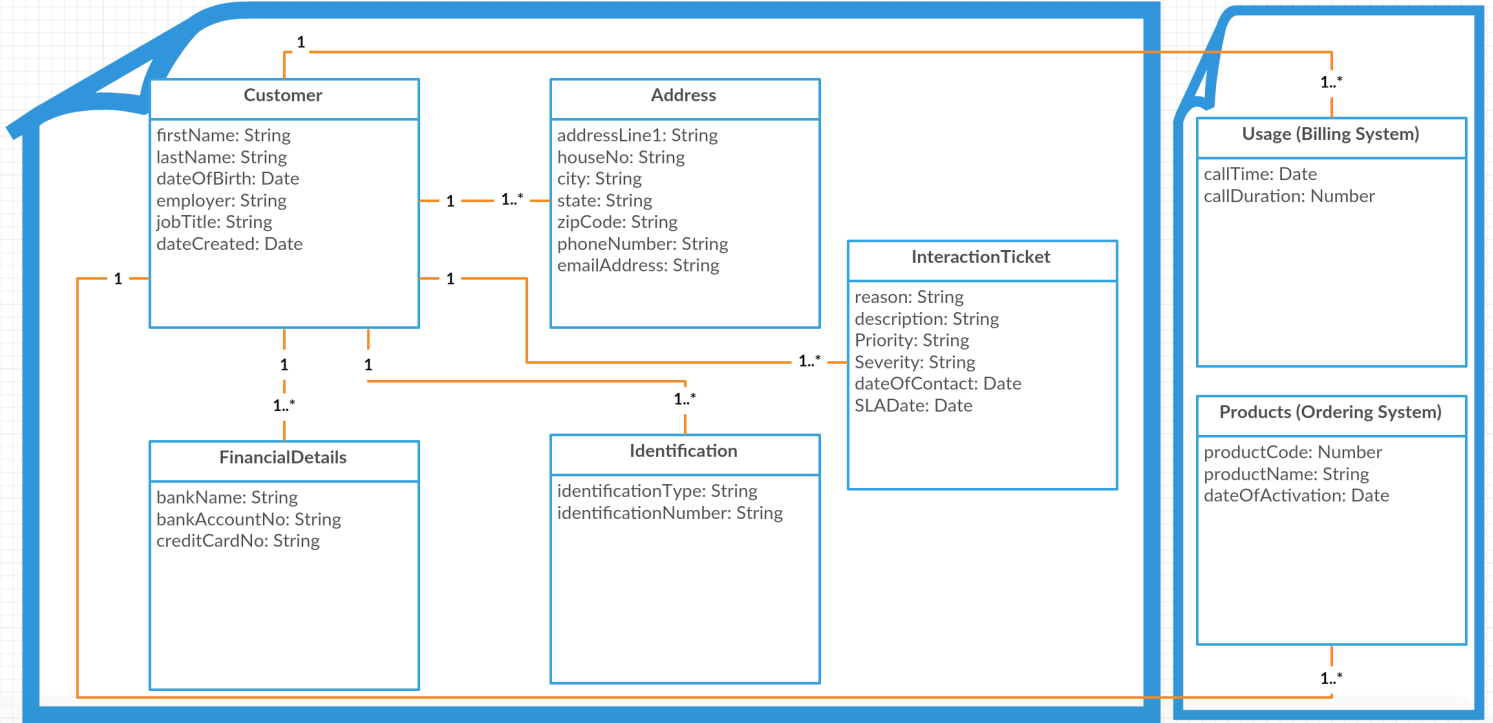 1
1..*
Customer
firstName: String
lastName: String
dateOfBirth: Date
employer: String
jobTitle: String
dateCreated: Date
1
1..*
Address
addressLine1: String
houseNo: String
city: String
state: String
zipCode: String
phoneNumber: String
emailAddress: String
1
1
1..*
InteractionTicket
reason: String
description: String
Priority: String
Severity: String
dateOfContact: Date
SLADate: Date
1
1..*
1
1..*
FinancialDetails
bankName: String
bankAccountNo: String
creditCardNo: String
Identification
identificationType: String
identificationNumber: String
Usage (Billing System)
callTime: Date
callDuration: Number
Products (Ordering System)
productCode: Number
productName: String
dateOfActivation: Date
1..*